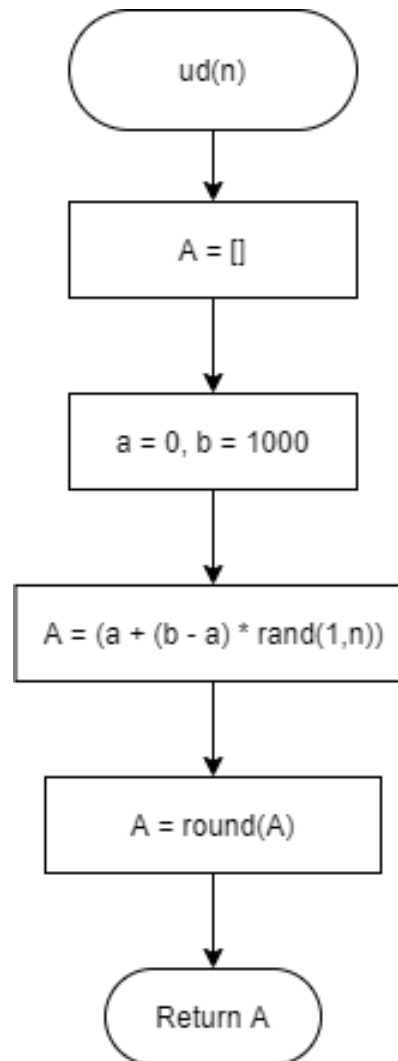 ud(n)
A = []
a = 0, b = 1000
A = (a + (b - a) * rand(1,n))
A = round(A)
Return A